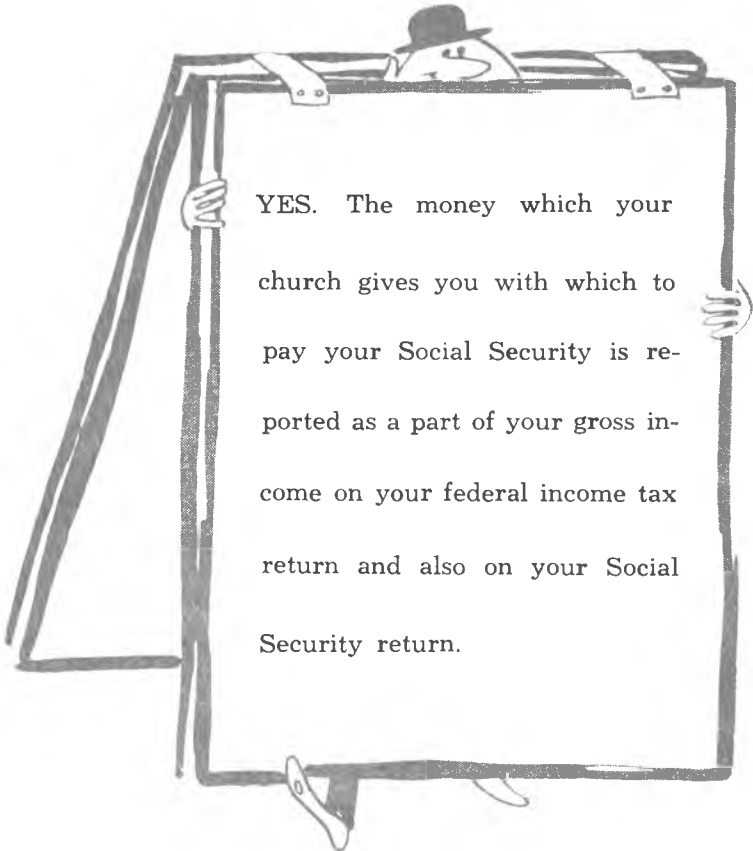 YES. The money which your
church gives you with which to
pay your Social Security is re-
ported as a part of your gross in-
come on your federal income tax
return and also on your Social
Security return.